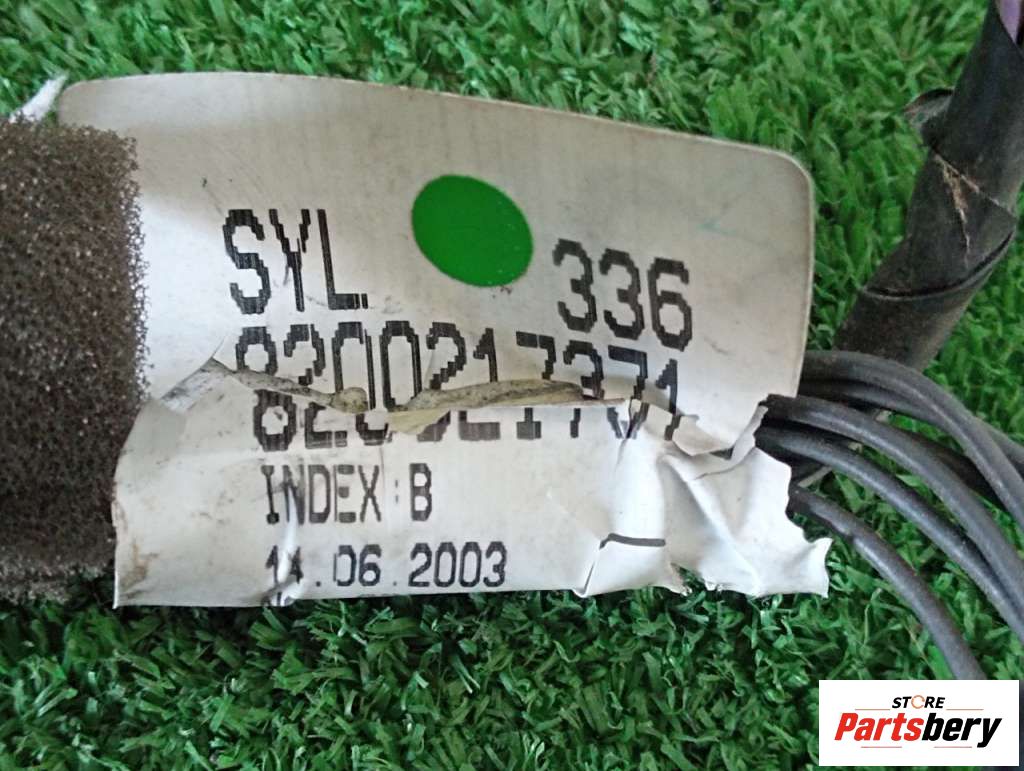 SYL 336
8200217371
INDEX:B
14.06.2003
STORE
Partsbery